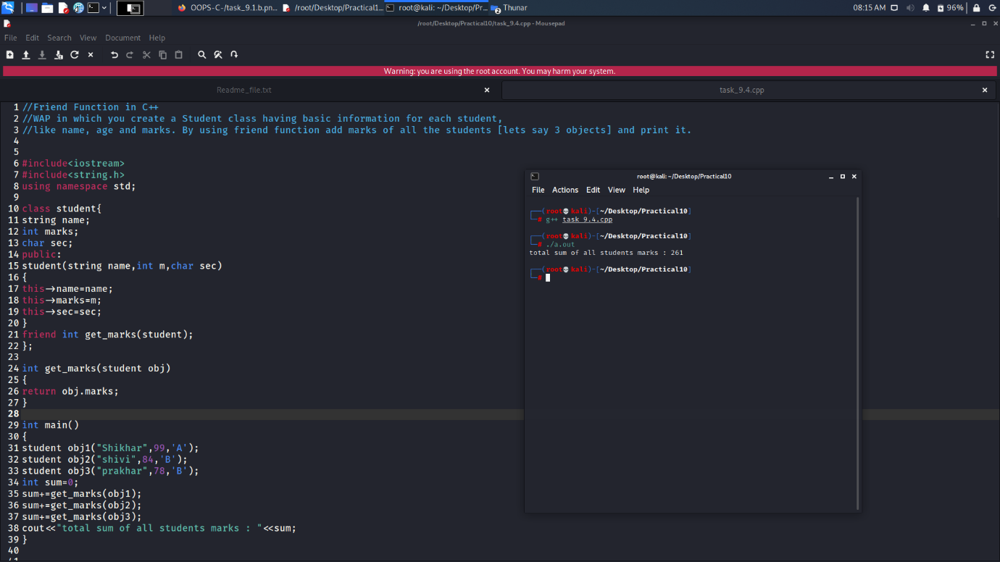 OOPS-C-/task_9.1.b.pn... /root/Desktop/Practical1... root@kali: ~/Desktop/Pr... 2 Thunar 08:15 AM 96%
/root/Desktop/Practical10/task_9.4.cpp - Mousepad
File Edit Search View Document Help
Warning: you are using the root account. You may harm your system.
Readme_file.txt task_9.4.cpp
1 //Friend Function in C++
2 //WAP in which you create a Student class having basic information for each student,
3 //like name, age and marks. By using friend function add marks of all the students [lets say 3 objects] and print it.
4
5
6 #include<iostream>
7 #include<string.h>
8 using namespace std;
9
10 class student{
11 string name;
12 int marks;
13 char sec;
14 public:
15 student(string name,int m,char sec)
16 {
17 this->name=name;
18 this->marks=m;
19 this->sec=sec;
20 }
21 friend int get_marks(student);
22 };
23
24 int get_marks(student obj)
25 {
26 return obj.marks;
27 }
28
29 int main()
30 {
31 student obj1("Shikhar",99,'A');
32 student obj2("shivi",84,'B');
33 student obj3("prakhar",78,'B');
34 int sum=0;
35 sum+=get_marks(obj1);
36 sum+=get_marks(obj2);
37 sum+=get_marks(obj3);
38 cout<<"total sum of all students marks : "<<sum;
39 }
40
41
root@kali: ~/Desktop/Practical10
File Actions Edit View Help
┌──(root💀kali)-[~/Desktop/Practical10]
└─# g++ task_9.4.cpp
┌──(root💀kali)-[~/Desktop/Practical10]
└─# ./a.out
total sum of all students marks : 261
┌──(root💀kali)-[~/Desktop/Practical10]
└─#